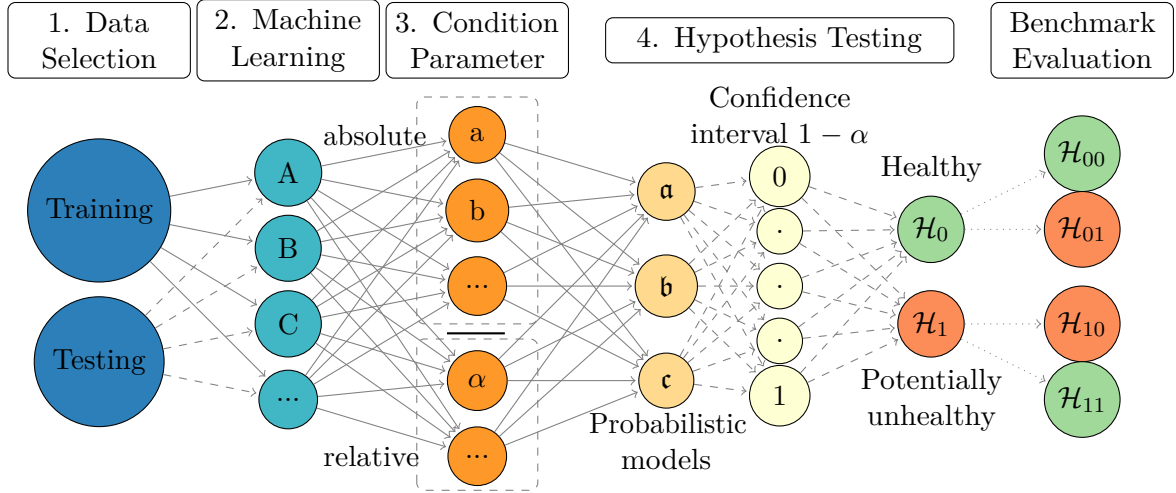 1. Data
Selection
2. Machine
Learning
3. Condition
Parameter
4. Hypothesis Testing
Benchmark
Evaluation
Training
Testing
A
B
C
...
absolute
relative
a
b
...
α
...
𝔞
𝔟
𝔠
Probabilistic
models
Confidence
interval 1 − α
0
·
·
·
1
Healthy
ℋ₀
ℋ₁
Potentially
unhealthy
ℋ₀₀
ℋ₀₁
ℋ₁₀
ℋ₁₁